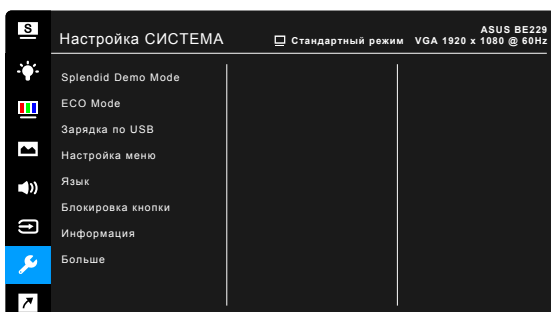 S
ASUS BE229
Настройка СИСТЕМА
Стандартный режим VGA 1920 x 1080 @ 60Hz
Splendid Demo Mode
ECO Mode
Зарядка по USB
Настройка меню
Язык
Блокировка кнопки
Информация
Больше